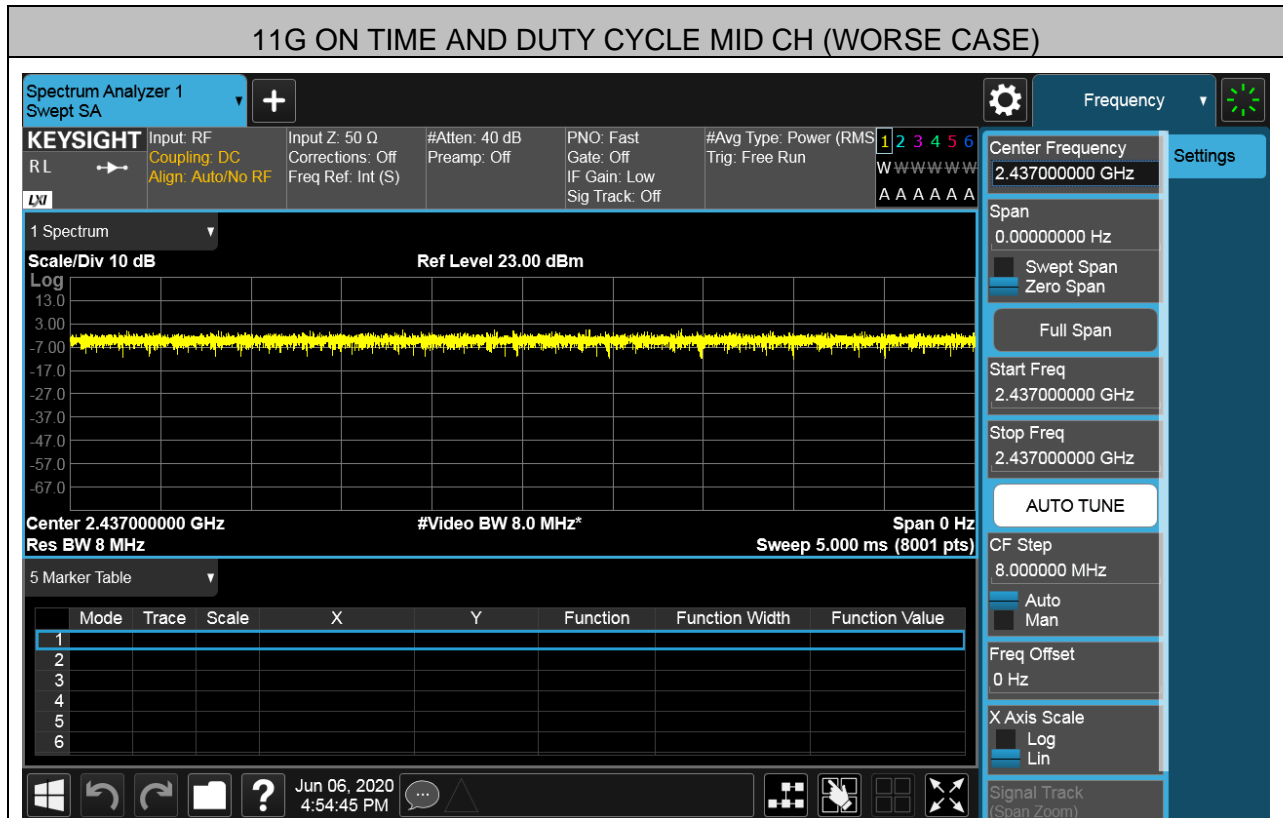 11G ON TIME AND DUTY CYCLE MID CH (WORSE CASE)
Spectrum Analyzer 1
Swept SA
Frequency
KEYSIGHT
RL
LXI
Input: RF
Coupling: DC
Align: Auto/No RF
Input Z: 50 Ω
Corrections: Off
Freq Ref: Int (S)
#Atten: 40 dB
Preamp: Off
PNO: Fast
Gate: Off
IF Gain: Low
Sig Track: Off
#Avg Type: Power (RMS
Trig: Free Run
1 2 3 4 5 6
W W W W W W
A A A A A A
1 Spectrum
Scale/Div 10 dB
Ref Level 23.00 dBm
Log
13.0
3.00
-7.00
-17.0
-27.0
-37.0
-47.0
-57.0
-67.0
Center 2.437000000 GHz
#Video BW 8.0 MHz*
Span 0 Hz
Res BW 8 MHz
Sweep 5.000 ms (8001 pts)
5 Marker Table
Mode Trace Scale X Y Function Function Width Function Value
1
2
3
4
5
6
Jun 06, 2020
4:54:45 PM
Center Frequency
2.437000000 GHz
Settings
Span
0.00000000 Hz
Swept Span
Zero Span
Full Span
Start Freq
2.437000000 GHz
Stop Freq
2.437000000 GHz
AUTO TUNE
CF Step
8.000000 MHz
Auto
Man
Freq Offset
0 Hz
X Axis Scale
Log
Lin
Signal Track
(Span Zoom)